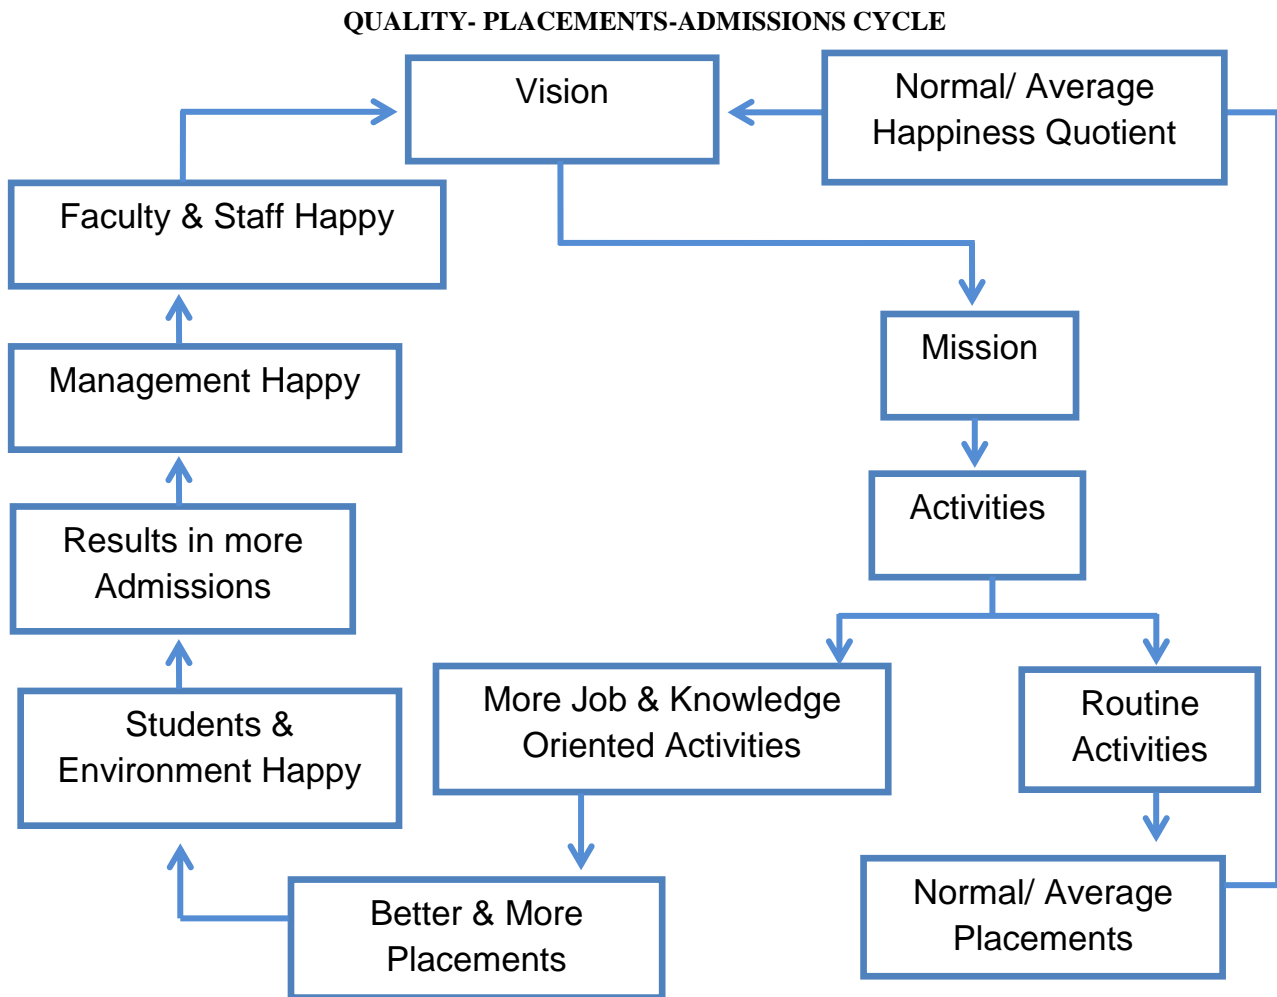 QUALITY- PLACEMENTS-ADMISSIONS CYCLE
Vision
Normal/ Average
Happiness Quotient
Faculty & Staff Happy
Mission
Management Happy
Activities
Results in more
Admissions
More Job & Knowledge
Oriented Activities
Routine
Activities
Students &
Environment Happy
Better & More
Placements
Normal/ Average
Placements